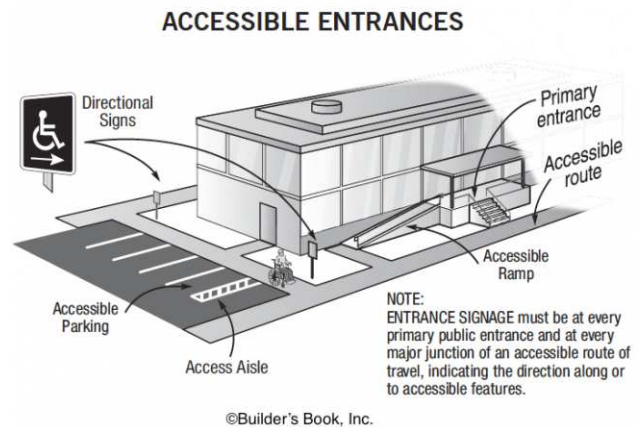 ACCESSIBLE ENTRANCES
Directional
Signs
Primary
entrance
Accessible
route
Accessible
Ramp
Accessible
Parking
Access Aisle
NOTE:
ENTRANCE SIGNAGE must be at every
primary public entrance and at every
major junction of an accessible route of
travel, indicating the direction along or
to accessible features.
©Builder's Book, Inc.